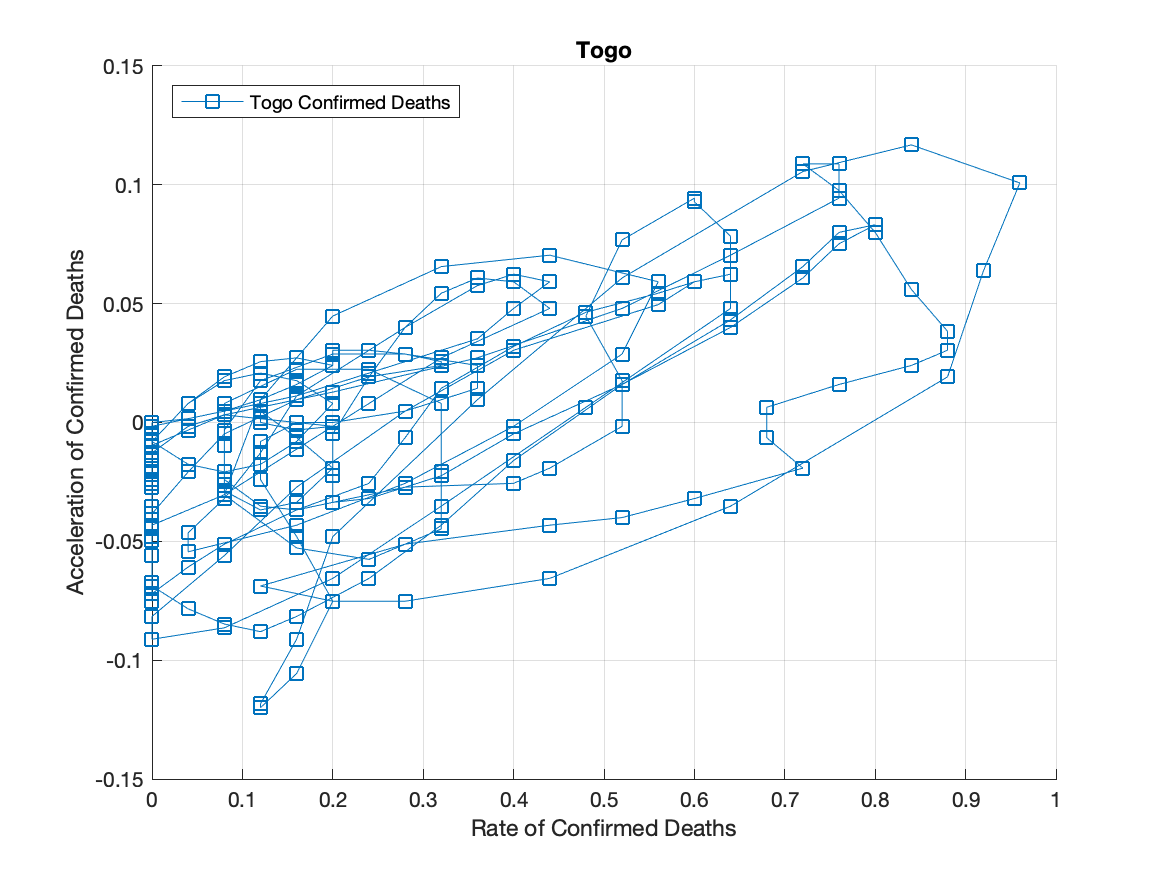 Togo
Togo Confirmed Deaths
Acceleration of Confirmed Deaths
0.15
0.1
0.05
0
-0.05
-0.1
-0.15
0 0.1 0.2 0.3 0.4 0.5 0.6 0.7 0.8 0.9 1
Rate of Confirmed Deaths